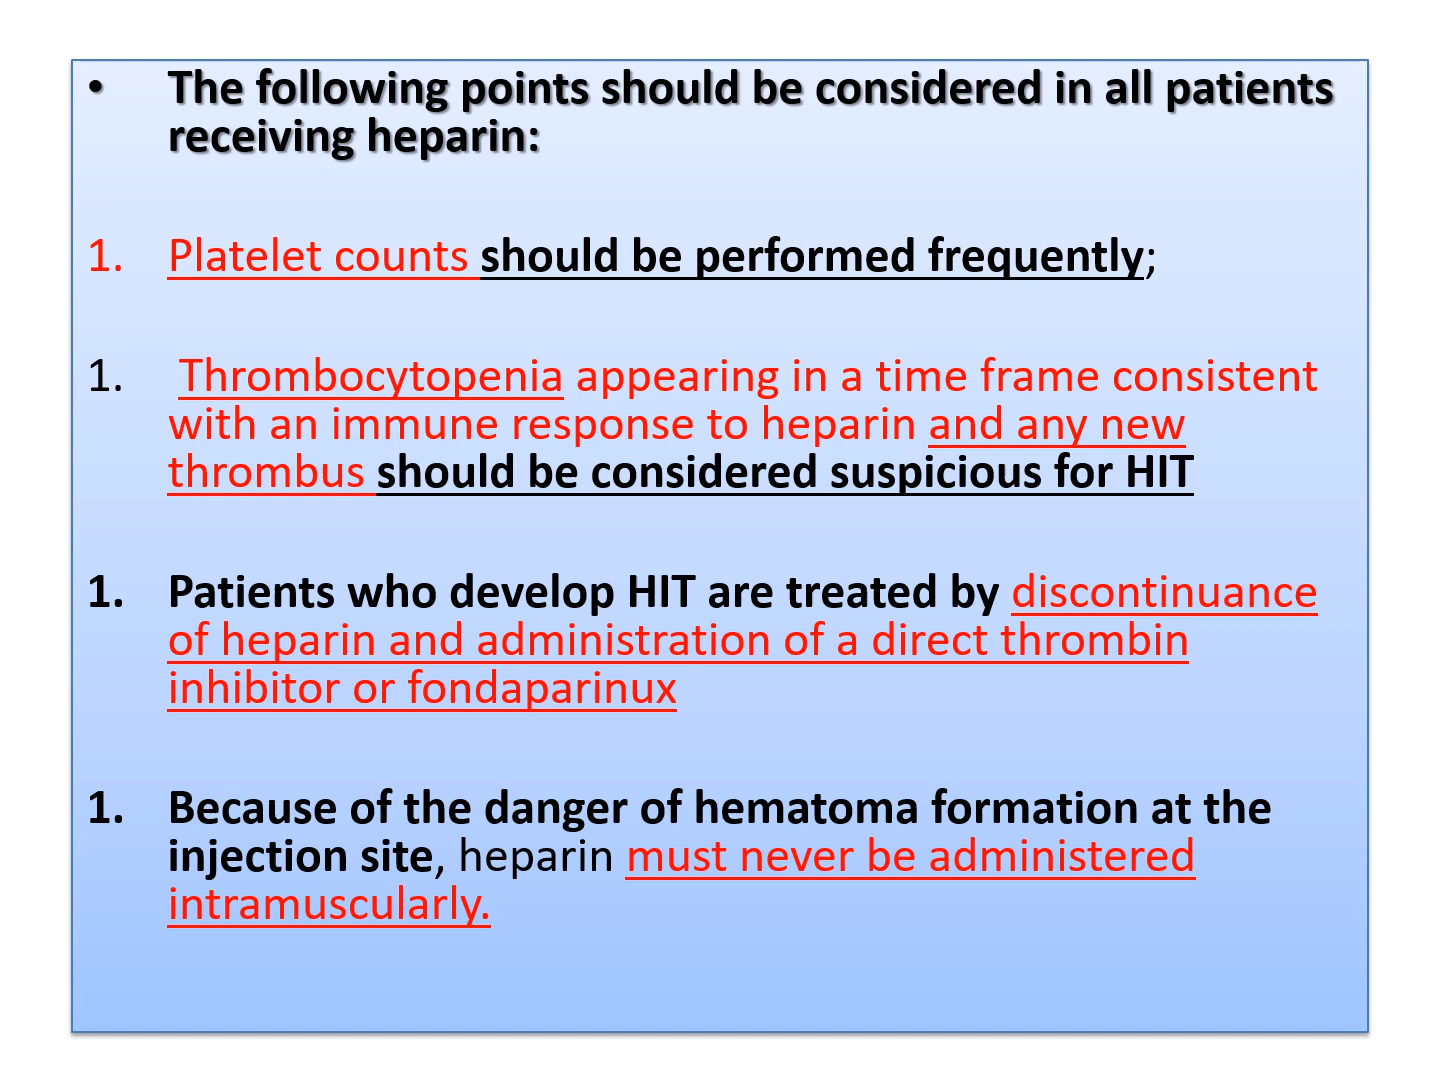 • The following points should be considered in all patients
receiving heparin:
1. Platelet counts should be performed frequently;
1. Thrombocytopenia appearing in a time frame consistent
with an immune response to heparin and any new
thrombus should be considered suspicious for HIT
1. Patients who develop HIT are treated by discontinuance
of heparin and administration of a direct thrombin
inhibitor or fondaparinux
1. Because of the danger of hematoma formation at the
injection site, heparin must never be administered
intramuscularly.